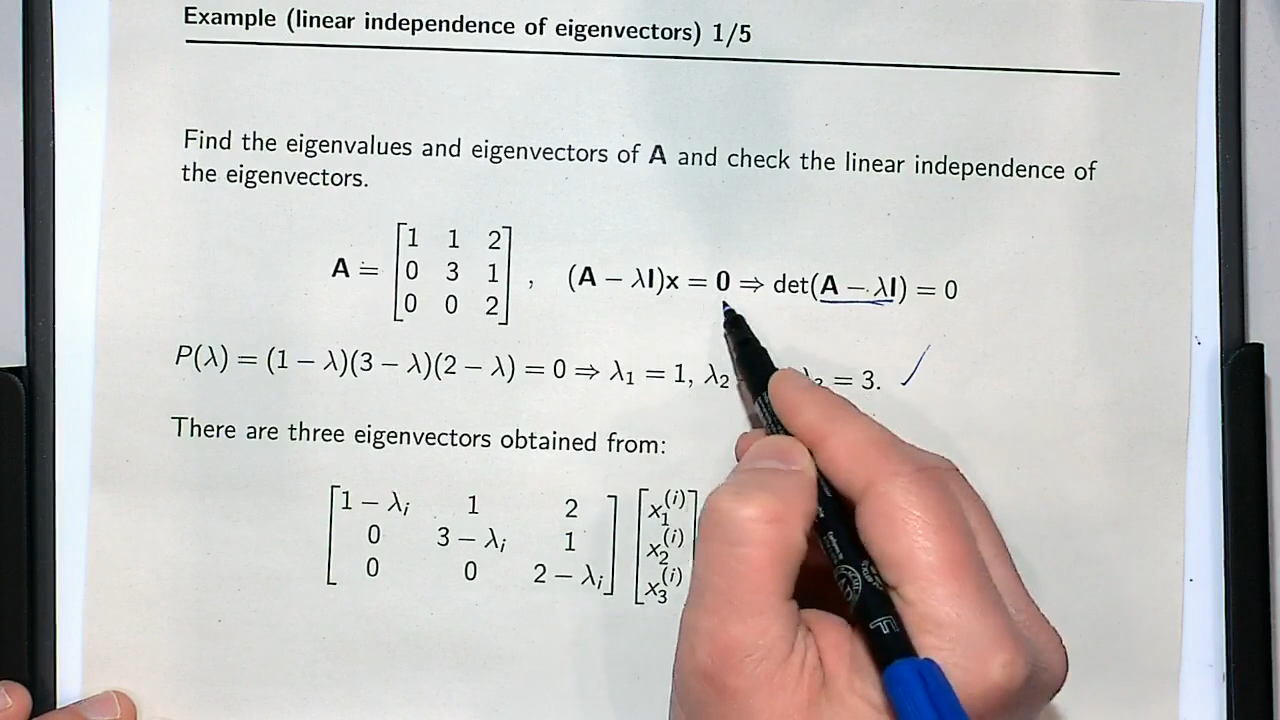 Example (linear independence of eigenvectors) 1/5
Find the eigenvalues and eigenvectors of A and check the linear independence of
the eigenvectors.
A = [1 1 2; 0 3 1; 0 0 2] , (A − λI)x = 0 ⇒ det(A − λI) = 0
P(λ) = (1 − λ)(3 − λ)(2 − λ) = 0 ⇒ λ₁ = 1, λ₂ = 3. ✓
There are three eigenvectors obtained from:
[1 − λᵢ 1 2; 0 3 − λᵢ 1; 0 0 2 − λᵢ] [x₁⁽ⁱ⁾; x₂⁽ⁱ⁾; x₃⁽ⁱ⁾]